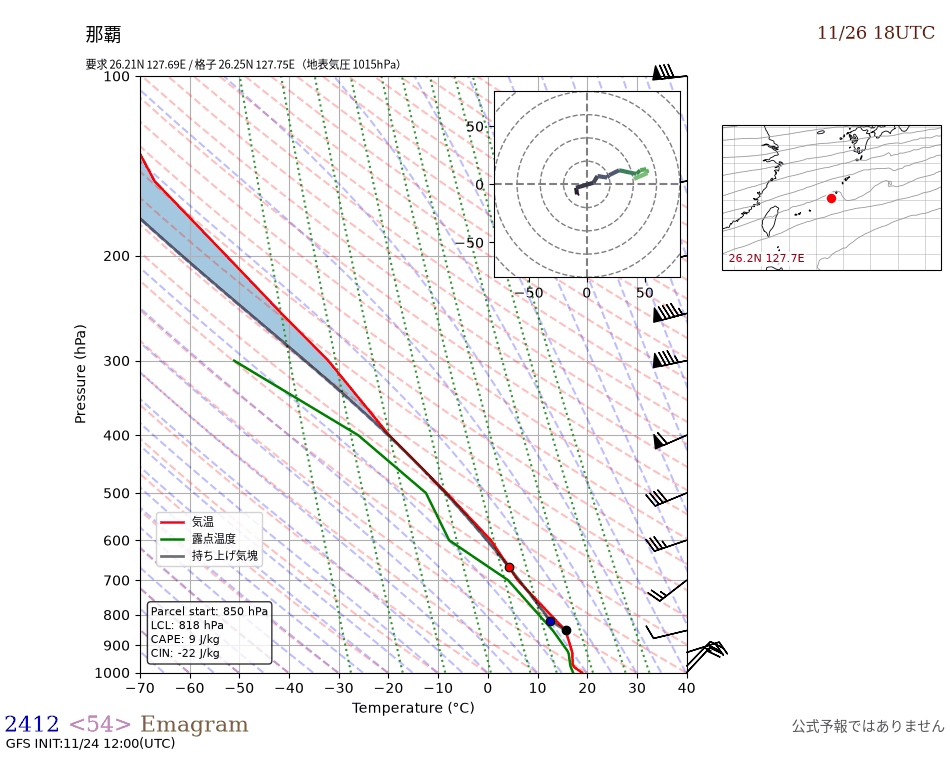 那覇
11/26 18UTC
要求 26.21N 127.69E / 格子 26.25N 127.75E（地表気圧 1015hPa）
Pressure (hPa)
100
200
300
400
500
600
700
800
900
1000
50
0
−50
−50
0
50
26.2N 127.7E
気温
露点温度
持ち上げ気塊
Parcel start: 850 hPa
LCL: 818 hPa
CAPE: 9 J/kg
CIN: -22 J/kg
−70
−60
−50
−40
−30
−20
−10
0
10
20
30
40
Temperature (°C)
2412 <54> Emagram
公式予報ではありません
GFS INIT:11/24 12:00(UTC)